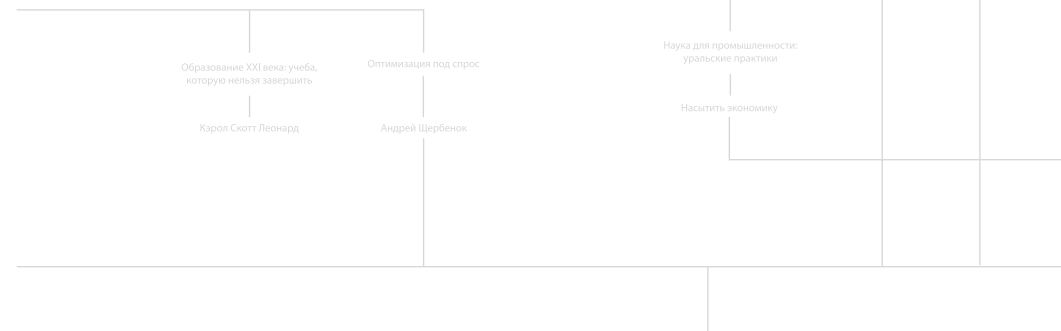 Образование XXI века: учеба,
которую нельзя завершить
Кэрол Скотт Леонард
Оптимизация под спрос
Андрей Щербенок
Наука для промышленности:
уральские практики
Насытить экономику